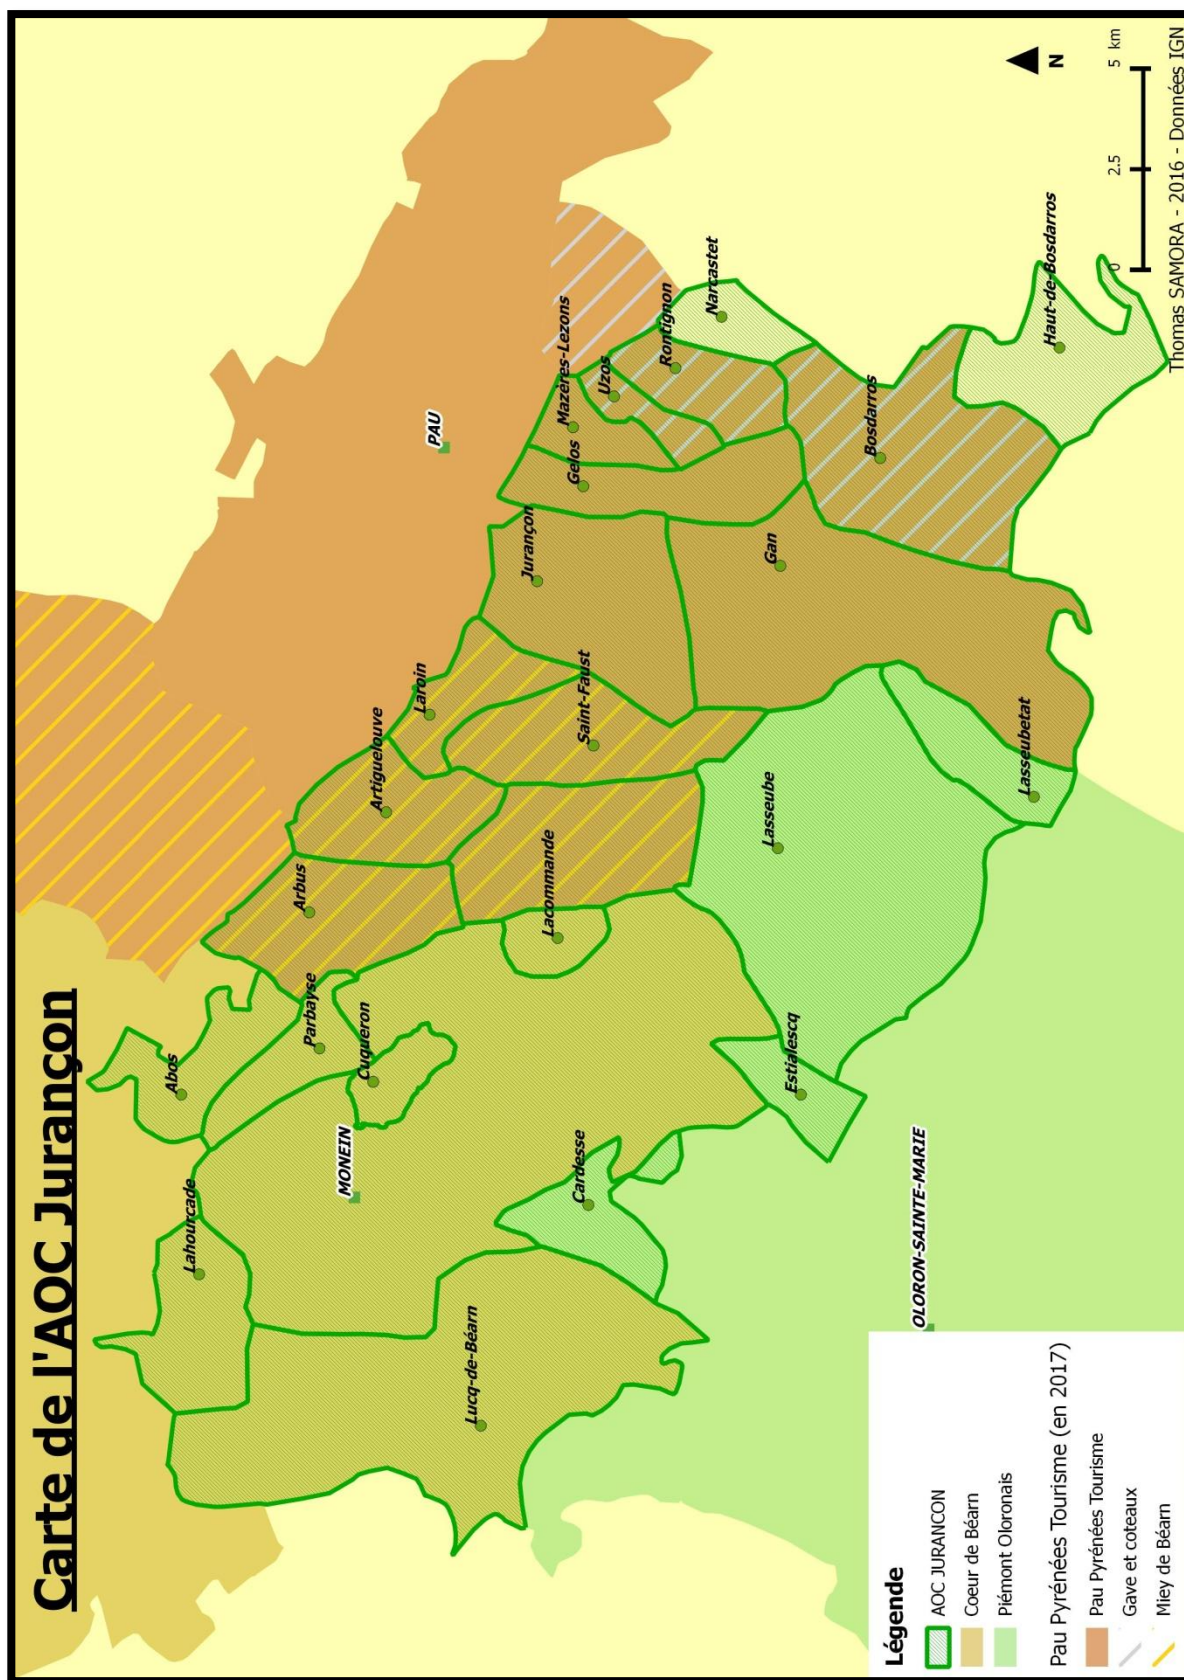 Carte de l'AOC Jurançon
Abos
Lahourcade
Arbus
Parbayse
Cuqueron
MONEIN
Artiguelouve
Laroin
PAU
Lucq-de-Béarn
Cardesse
Lacommande
Saint-Faust
Jurançon
Gelos
Mazères-Lezons
Uzos
Rontignon
Narcastet
Estialescq
Lasseube
Gan
Bosdarros
OLORON-SAINTE-MARIE
Lasseubetat
Haut-de-Bosdarros
Légende
AOC JURANCON
Coeur de Béarn
Piémont Oloronais
Pau Pyrénées Tourisme (en 2017)
Pau Pyrénées Tourisme
Gave et coteaux
Miey de Béarn
N
0 2.5 5 km
Thomas SAMORA - 2016 - Données IGN